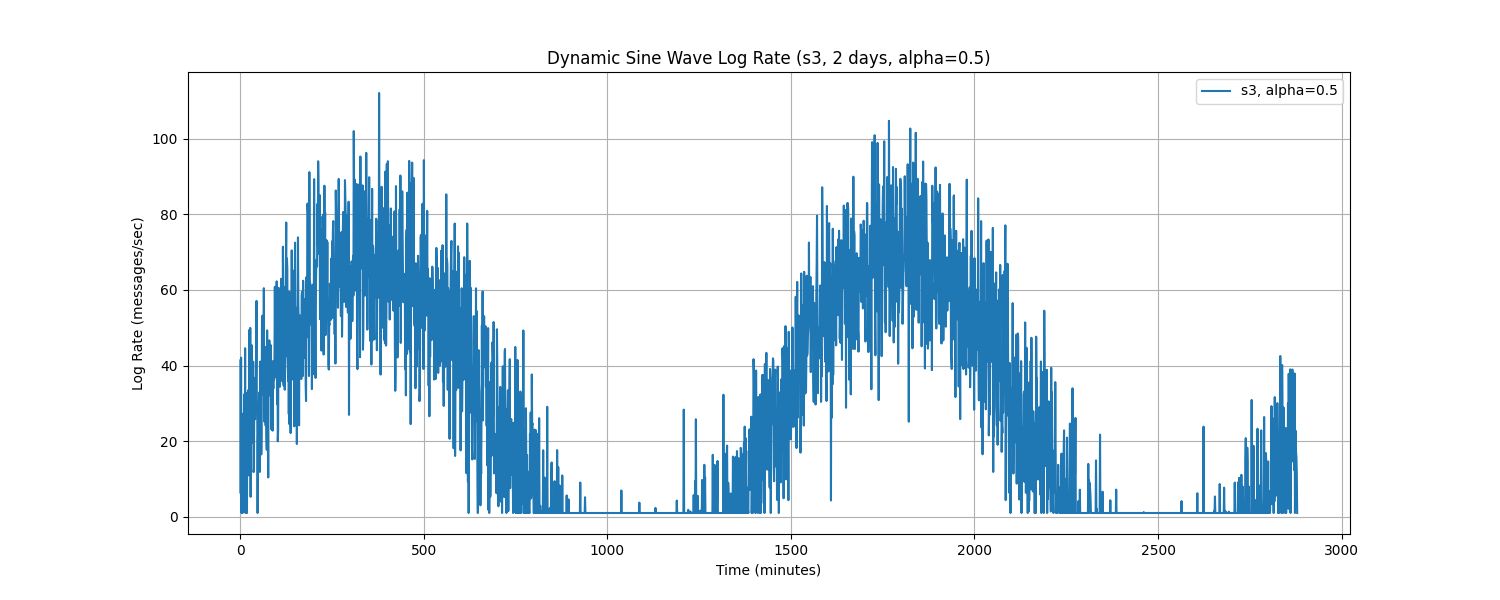 Dynamic Sine Wave Log Rate (s3, 2 days, alpha=0.5)
s3, alpha=0.5
Log Rate (messages/sec)
100
80
60
40
20
0
0 500 1000 1500 2000 2500 3000
Time (minutes)